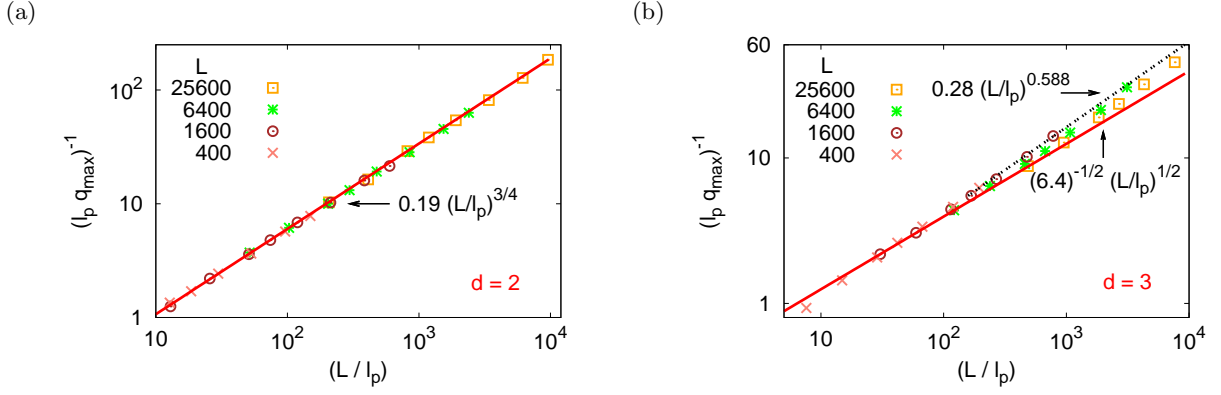 (a)
(l_p q_max)^-1
10^2
10
1
L
25600
6400
1600
400
0.19 (L/l_p)^3/4
d = 2
10
10^2
10^3
10^4
(L / l_p)
(b)
(l_p q_max)^-1
60
10
1
L
25600
6400
1600
400
0.28 (L/l_p)^0.588
(6.4)^-1/2 (L/l_p)^1/2
d = 3
10
10^2
10^3
10^4
(L / l_p)